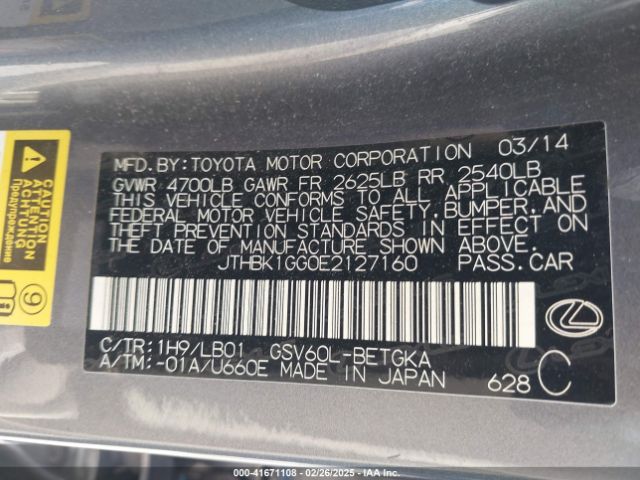 MFD.BY:TOYOTA MOTOR CORPORATION 03/14
GVWR 4700LB GAWR FR 2625LB RR 2540LB
THIS VEHICLE CONFORMS TO ALL APPLICABLE
FEDERAL MOTOR VEHICLE SAFETY,BUMPER,AND
THEFT PREVENTION STANDARDS IN EFFECT ON
THE DATE OF MANUFACTURE SHOWN ABOVE.
JTHBK1GG0E2127160 PASS.CAR
C/TR:1H9/LB01 GSV60L-BETGKA
A/TM:-01A/U660E MADE IN JAPAN 628 C
CAUTION
ATTENTION
Предупреждение
9
000-41671108 | 02/26/2025 | IAA Inc.